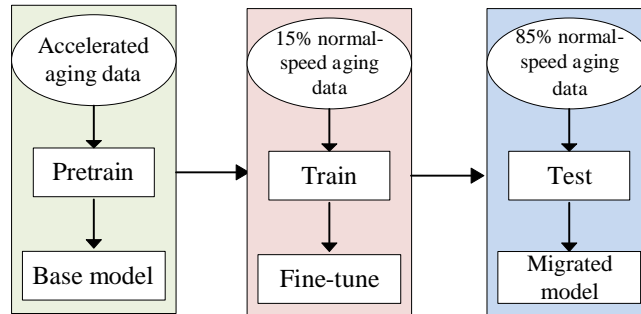 Accelerated
aging data
Pretrain
Base model
15% normal-
speed aging
data
Train
Fine-tune
85% normal-
speed aging
data
Test
Migrated
model